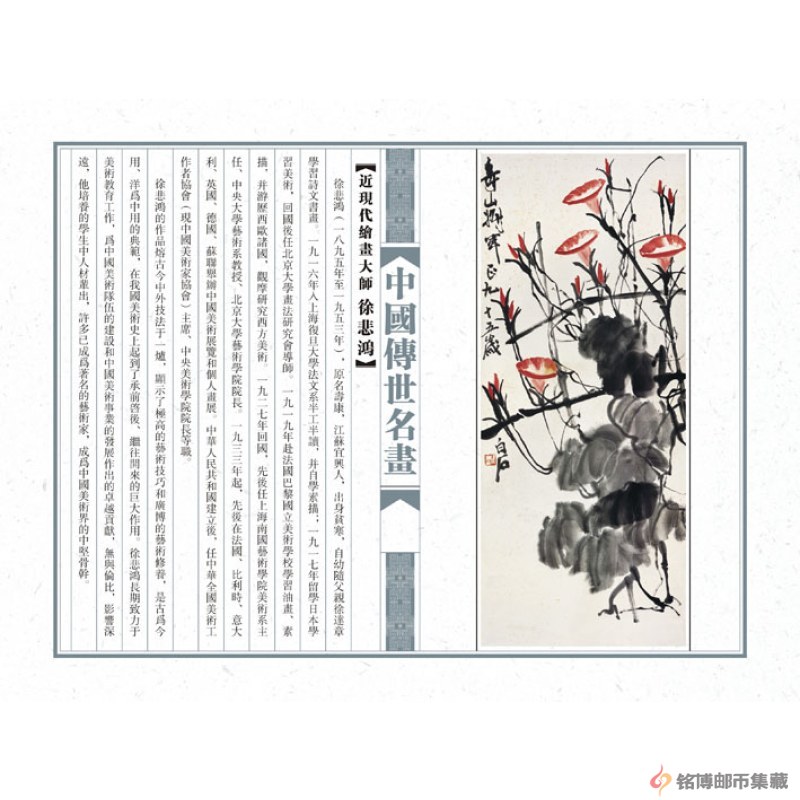 壽山
正九十五歲
白石
中國傳世名畫
【近現代繪畫大師 徐悲鴻】
徐悲鴻（一八九五年至一九五三年），原名壽康，江蘇宜興人，出身貧寒，自幼隨父親徐達章
學習詩文書畫。一九一六年入上海復旦大學法文系半工半讀，并自學素描；一九一七年留學日本學
習美術，回國後任北京大學畫法研究會導師。一九一九年赴法國巴黎國立美術學校學習油畫、素
描，并游歷西歐諸國，觀摩研究西方美術。一九二七年回國，先後任上海南國藝術學院美術系主
任、中央大學藝術系教授、北京大學藝術學院院長。一九三三年起，先後在法國、比利時、意大
利、英國、德國、蘇聯舉辦中國美術展覽和個人畫展。中華人民共和國建立後，任中華全國美術工
作者協會（現中國美術家協會）主席、中央美術學院院長等職。
徐悲鴻的作品熔古今中外技法于一爐，顯示了極高的藝術技巧和廣博的藝術修養，是古爲今
用、洋爲中用的典範，在我國美術史上起到了承前啓後、繼往開來的巨大作用。徐悲鴻長期致力于
美術教育工作，爲中國美術隊伍的建設和中國美術事業的發展作出的卓越貢獻，無與倫比，影響深
遠，他培養的學生中人材輩出，許多已成爲著名的藝術家，成爲中國美術界的中堅骨幹。
铭博邮币集藏